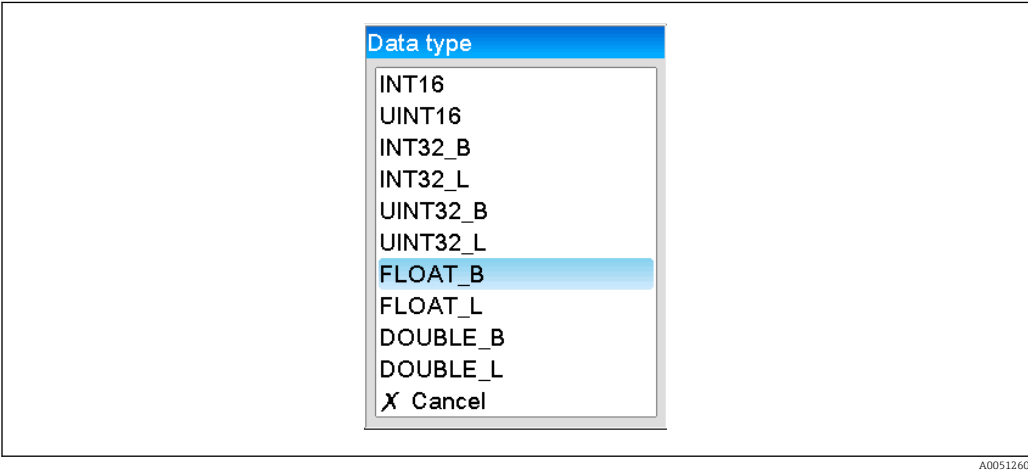 Data type
INT16
UINT16
INT32_B
INT32_L
UINT32_B
UINT32_L
FLOAT_B
FLOAT_L
DOUBLE_B
DOUBLE_L
X Cancel
A0051260